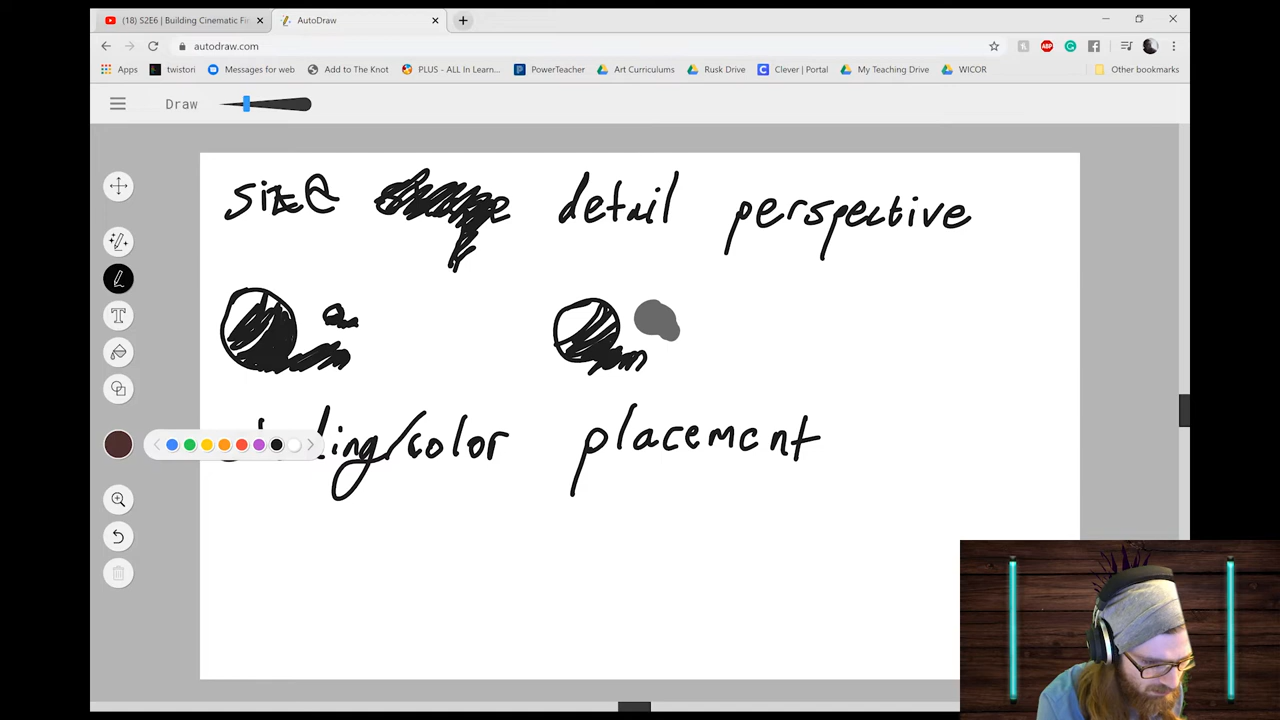 (18) S2E6 | Building Cinematic Fi AutoDraw
autodraw.com
Apps twistori Messages for web Add to The Knot PLUS - ALL In Learn... PowerTeacher Art Curriculums Rusk Drive Clever | Portal My Teaching Drive WICOR Other bookmarks
Draw
size detail perspective
/color placement